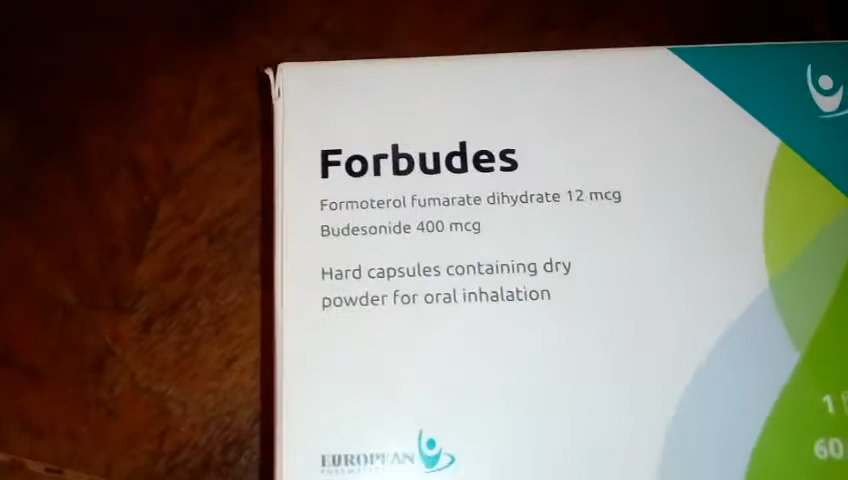 Forbudes
Formoterol fumarate dihydrate 12 mcg
Budesonide 400 mcg
Hard capsules containing dry
powder for oral inhalation
1
60
EUROPEAN